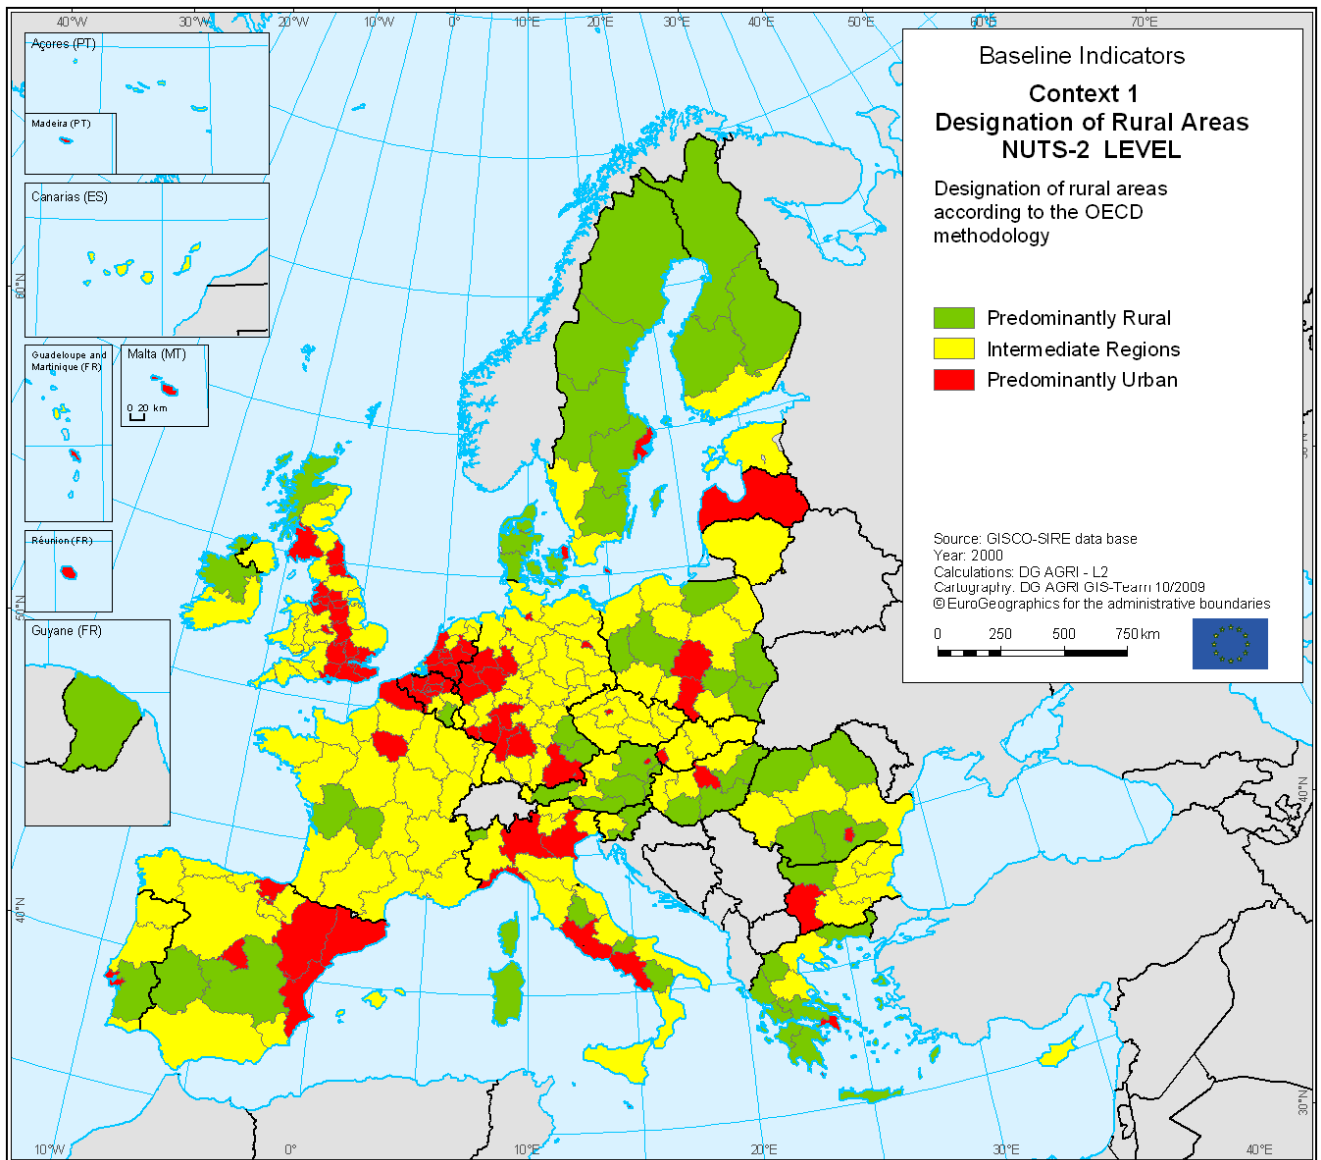 40°W
30°W
20°W
10°W
0°
10°E
20°E
30°E
40°E
50°E
60°E
70°E
Açores (PT)
Madeira (PT)
Canarias (ES)
Guadeloupe and
Martinique (FR)
Malta (MT)
0 20 km
Réunion (FR)
Guyane (FR)
Baseline Indicators
Context 1
Designation of Rural Areas
NUTS-2 LEVEL
Designation of rural areas
according to the OECD
methodology
Predominantly Rural
Intermediate Regions
Predominantly Urban
Source: GISCO-SIRE data base
Year: 2000
Calculations: DG AGRI - L2
Cartography: DG AGRI GIS-Team 10/2009
© EuroGeographics for the administrative boundaries
0 250 500 750 km
60°N
50°N
40°N
40°N
30°N
10°W
0°
10°E
20°E
30°E
40°E